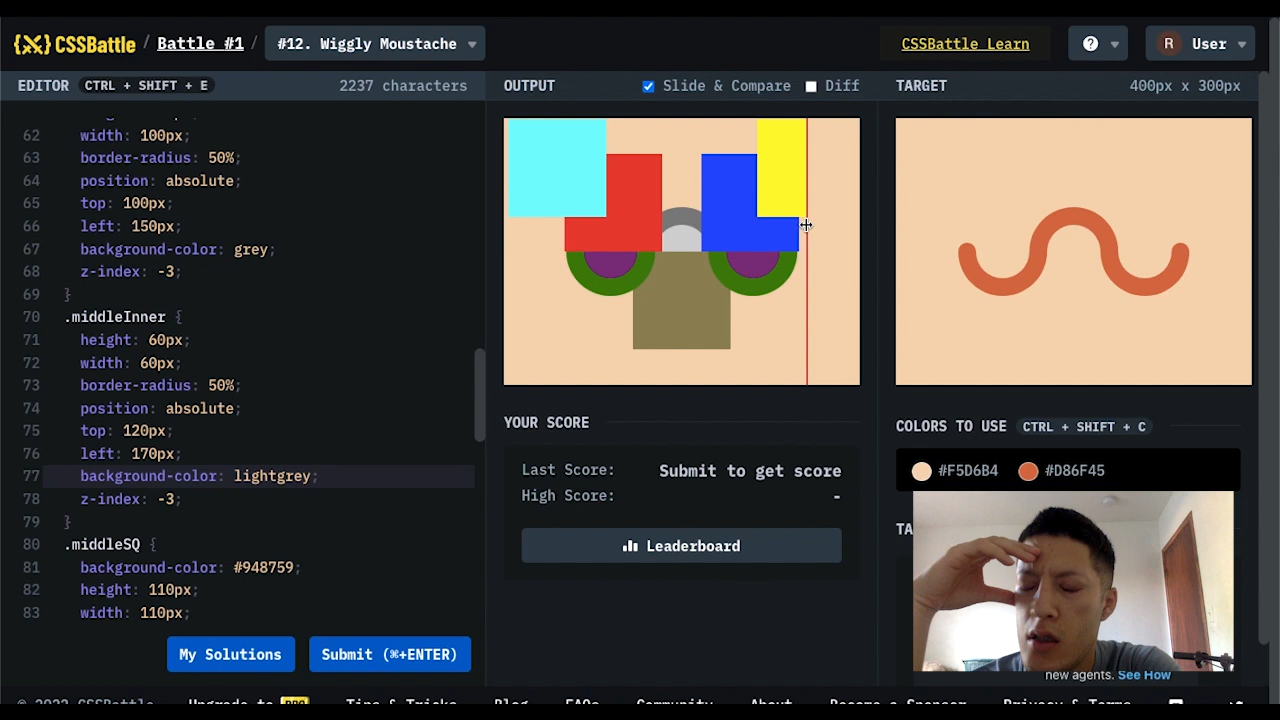 CSSBattle / Battle #1 / #12. Wiggly Moustache
CSSBattle Learn
R User
EDITOR CTRL + SHIFT + E 2237 characters
62 width: 100px;
63 border-radius: 50%;
64 position: absolute;
65 top: 100px;
66 left: 150px;
67 background-color: grey;
68 z-index: -3;
69 }
70 .middleInner {
71 height: 60px;
72 width: 60px;
73 border-radius: 50%;
74 position: absolute;
75 top: 120px;
76 left: 170px;
77 background-color: lightgrey;
78 z-index: -3;
79 }
80 .middleSQ {
81 background-color: #948759;
82 height: 110px;
83 width: 110px;
My Solutions
Submit (⌘+ENTER)
OUTPUT Slide & Compare Diff
YOUR SCORE
Last Score: Submit to get score
High Score: -
Leaderboard
TARGET 400px x 300px
COLORS TO USE CTRL + SHIFT + C
#F5D6B4 #D86F45
TA
new agents. See How